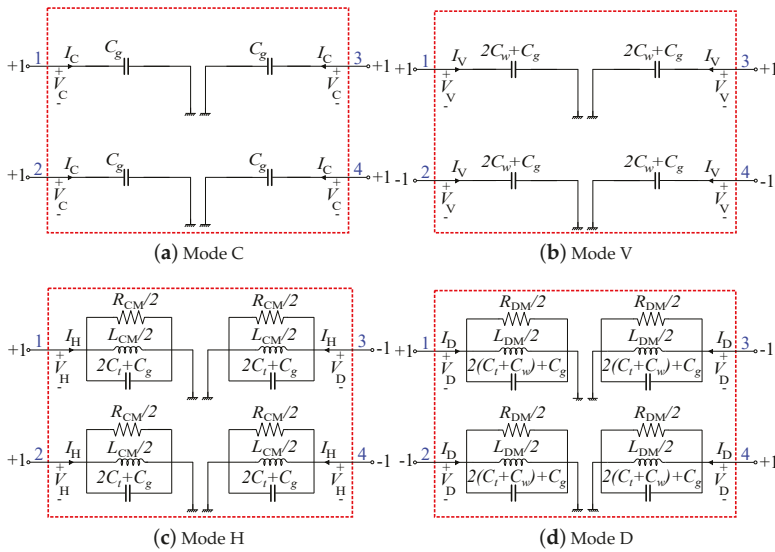 1 I_C C_g C_g I_C 3
+1 + V_C - + V_C - +1
2 I_C C_g C_g I_C 4
+1 + V_C - + V_C - +1
(a) Mode C
1 I_V 2C_w+C_g 2C_w+C_g I_V 3
+1 + V_V - + V_V - +1
2 I_V 2C_w+C_g 2C_w+C_g I_V 4
-1 + V_V - + V_V - -1
(b) Mode V
R_CM/2 R_CM/2
1 I_H L_CM/2 L_CM/2 I_H 3
+1 + V_H - 2C_t+C_g 2C_t+C_g + V_D - -1
R_CM/2 R_CM/2
2 I_H L_CM/2 L_CM/2 I_H 4
+1 + V_H - 2C_t+C_g 2C_t+C_g + V_H - -1
(c) Mode H
R_DM/2 R_DM/2
1 I_D L_DM/2 L_DM/2 I_D 3
+1 + V_D - 2(C_t+C_w)+C_g 2(C_t+C_w)+C_g + V_D - -1
R_DM/2 R_DM/2
2 I_D L_DM/2 L_DM/2 I_D 4
-1 + V_D - 2(C_t+C_w)+C_g 2(C_t+C_w)+C_g + V_D - +1
(d) Mode D